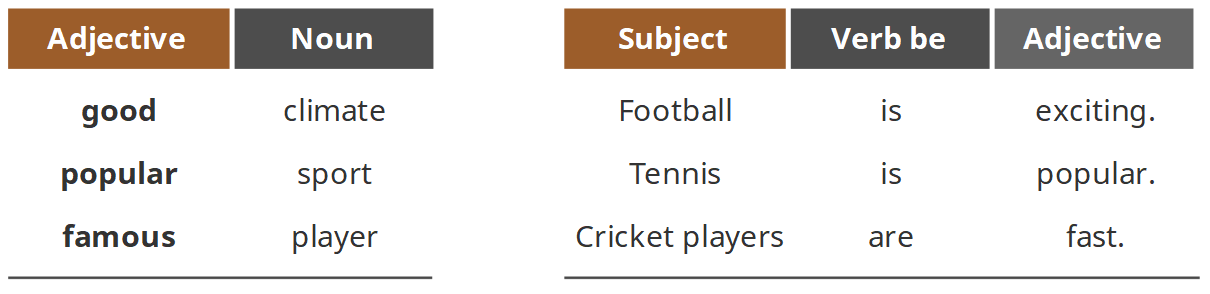 Adjective Noun
good climate
popular sport
famous player
Subject Verb be Adjective
Football is exciting.
Tennis is popular.
Cricket players are fast.